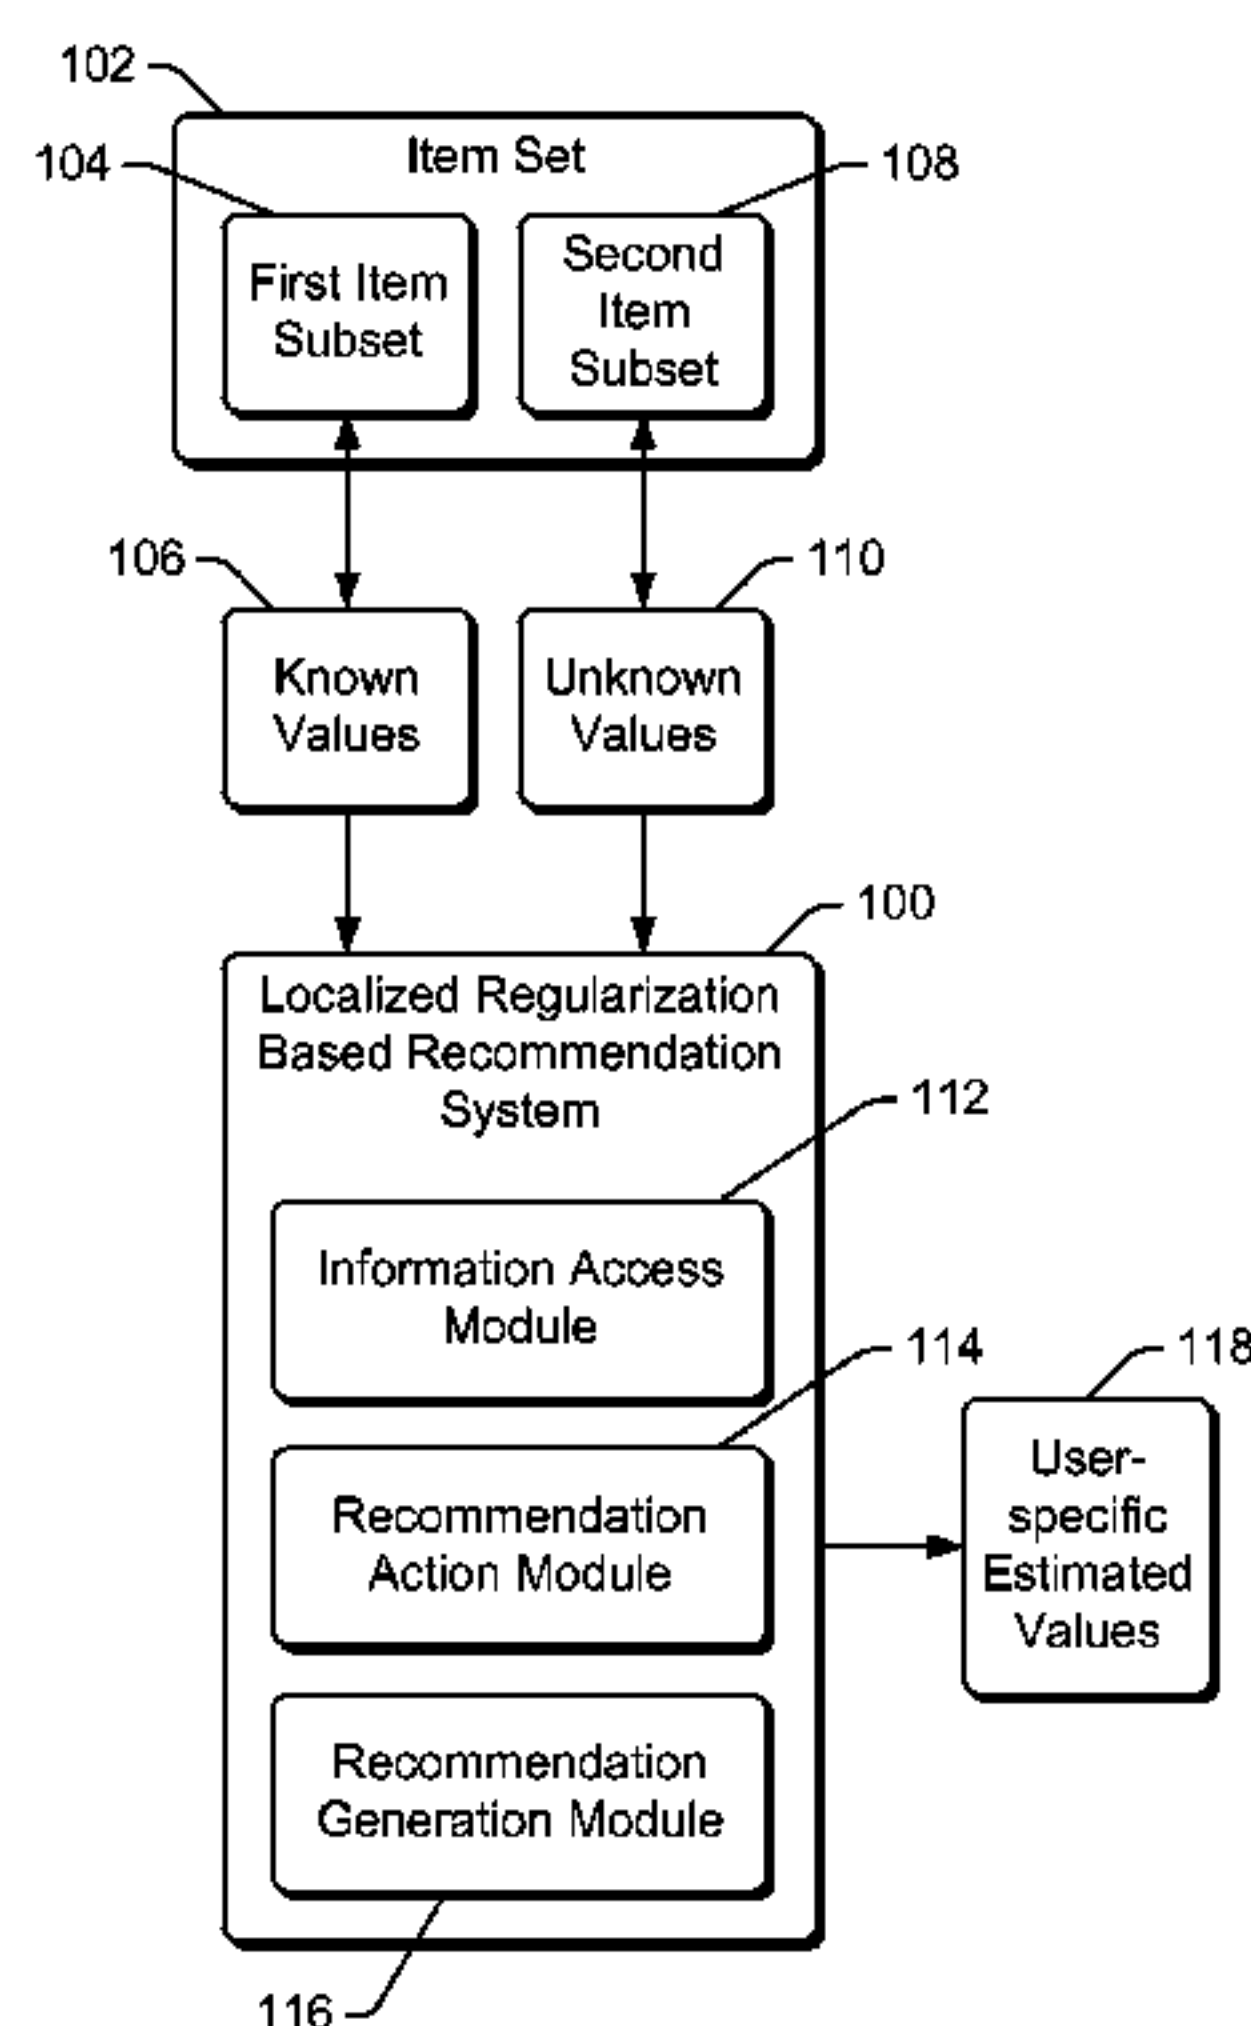 102
Item Set
104
108
First Item
Subset
Second
Item
Subset
106
110
Known
Values
Unknown
Values
100
Localized Regularization
Based Recommendation
System
112
Information Access
Module
114
118
Recommendation
Action Module
User-
specific
Estimated
Values
Recommendation
Generation Module
116